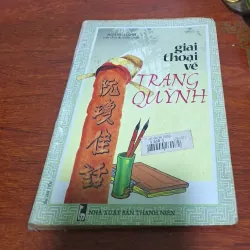 giai
thoại
về
TRẠNG
QUỲNH
阮
瓊
佳
話
NHÀ XUẤT BẢN THANH NIÊN